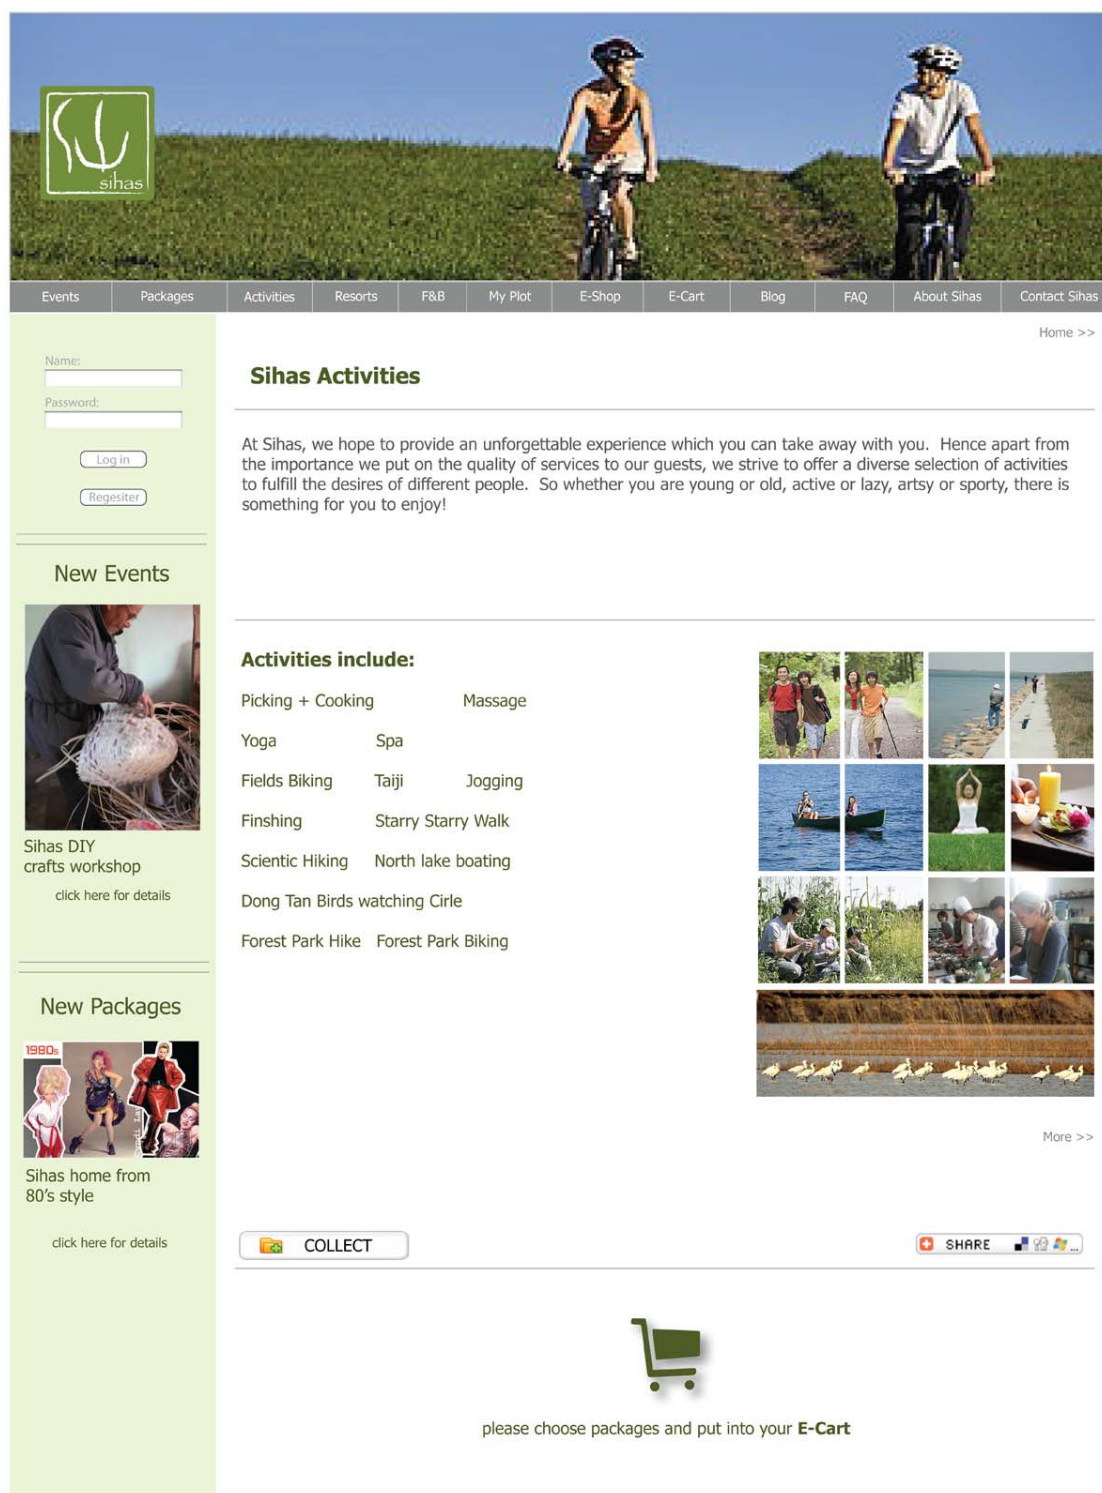 sihas
Events Packages Activities Resorts F&B My Plot E-Shop E-Cart Blog FAQ About Sihas Contact Sihas
Home >>
Name:
Password:
Log in
Regesiter
New Events
Sihas DIY
crafts workshop
click here for details
New Packages
1980s
Sihas home from
80's style
click here for details
Sihas Activities
At Sihas, we hope to provide an unforgettable experience which you can take away with you. Hence apart from
the importance we put on the quality of services to our guests, we strive to offer a diverse selection of activities
to fulfill the desires of different people. So whether you are young or old, active or lazy, artsy or sporty, there is
something for you to enjoy!
Activities include:
Picking + Cooking Massage
Yoga Spa
Fields Biking Taiji Jogging
Finshing Starry Starry Walk
Scientic Hiking North lake boating
Dong Tan Birds watching Cirle
Forest Park Hike Forest Park Biking
More >>
COLLECT
SHARE ...
please choose packages and put into your E-Cart